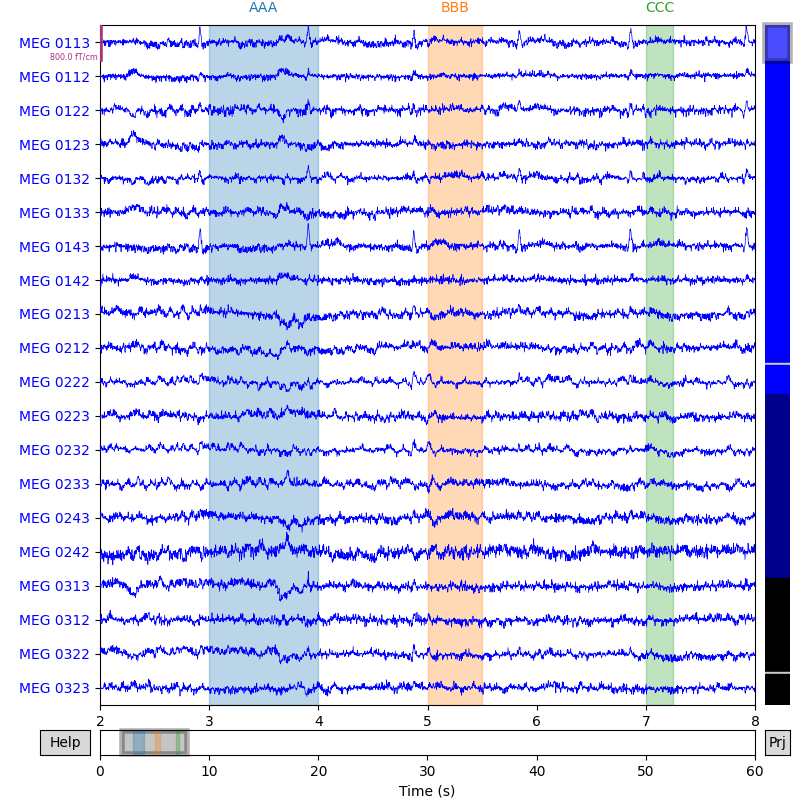 AAA BBB CCC
MEG 0113
800.0 fT/cm
MEG 0112
MEG 0122
MEG 0123
MEG 0132
MEG 0133
MEG 0143
MEG 0142
MEG 0213
MEG 0212
MEG 0222
MEG 0223
MEG 0232
MEG 0233
MEG 0243
MEG 0242
MEG 0313
MEG 0312
MEG 0322
MEG 0323
2 3 4 5 6 7 8
Help Prj
0 10 20 30 40 50 60
Time (s)